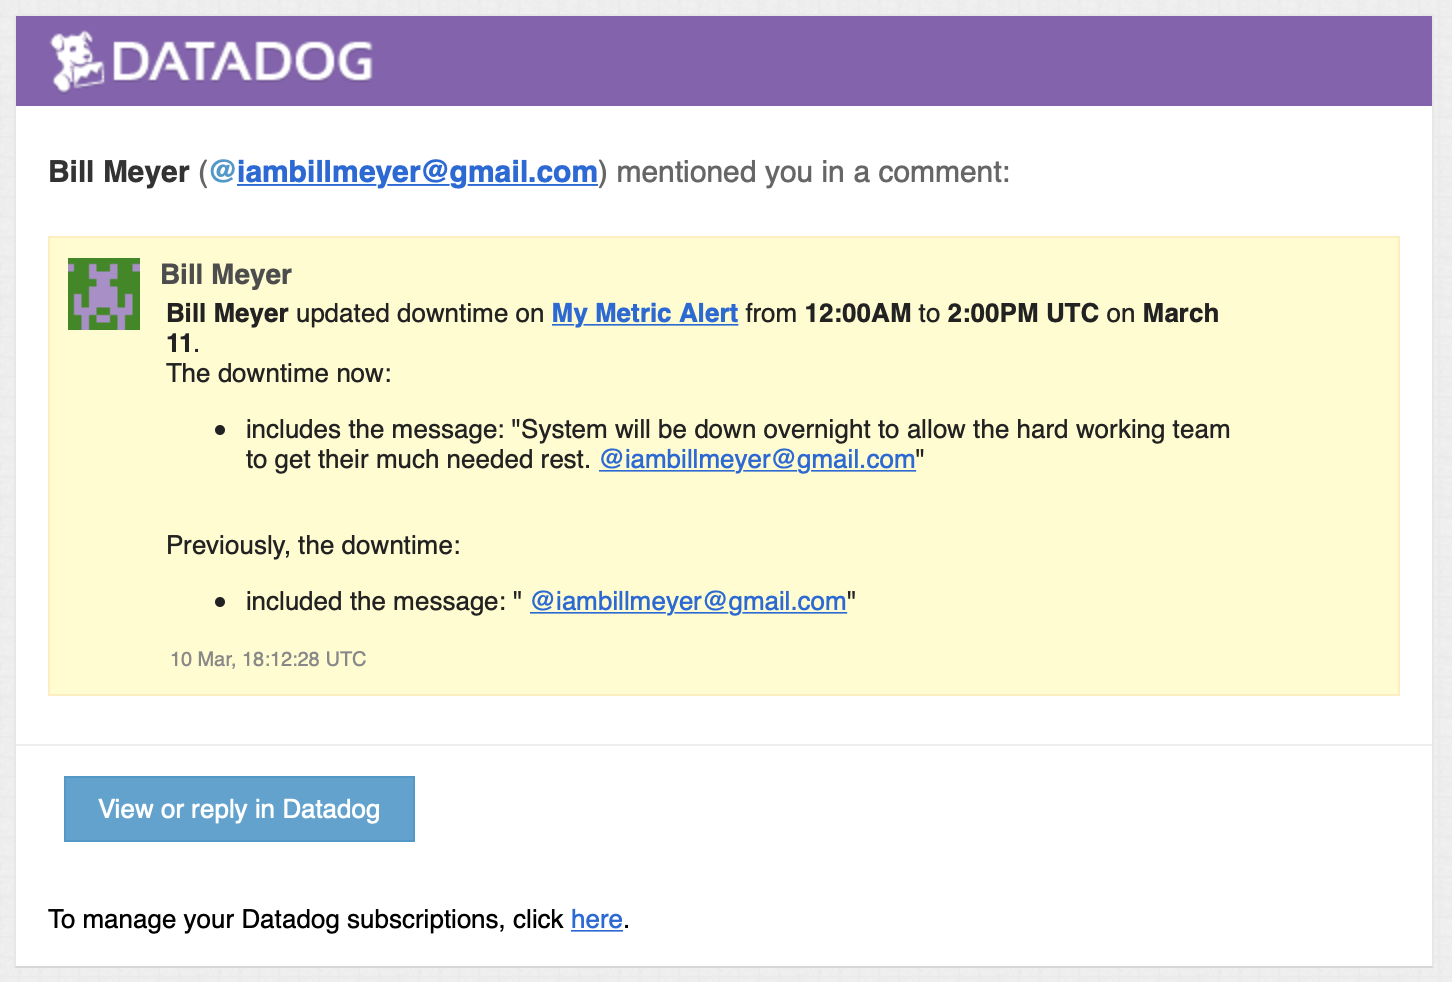 DATADOG
Bill Meyer (@iambillmeyer@gmail.com) mentioned you in a comment:
Bill Meyer
Bill Meyer updated downtime on My Metric Alert from 12:00AM to 2:00PM UTC on March
11.
The downtime now:
• includes the message: "System will be down overnight to allow the hard working team
to get their much needed rest. @iambillmeyer@gmail.com"
Previously, the downtime:
• included the message: " @iambillmeyer@gmail.com"
10 Mar, 18:12:28 UTC
View or reply in Datadog
To manage your Datadog subscriptions, click here.